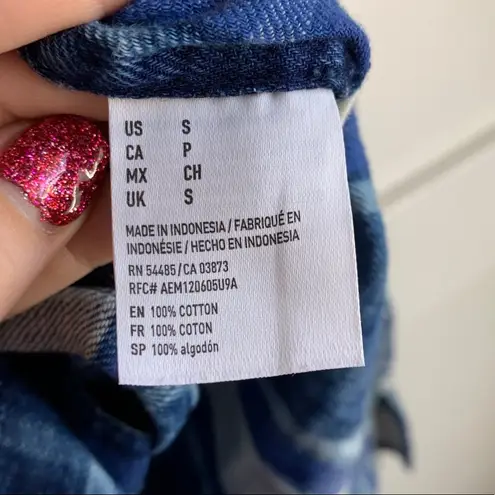 US S
CA P
MX CH
UK S
MADE IN INDONESIA / FABRIQUÉ EN
INDONÉSIE / HECHO EN INDONESIA
RN 54485 / CA 03873
RFC# AEM120605U9A
EN 100% COTTON
FR 100% COTON
SP 100% algodón